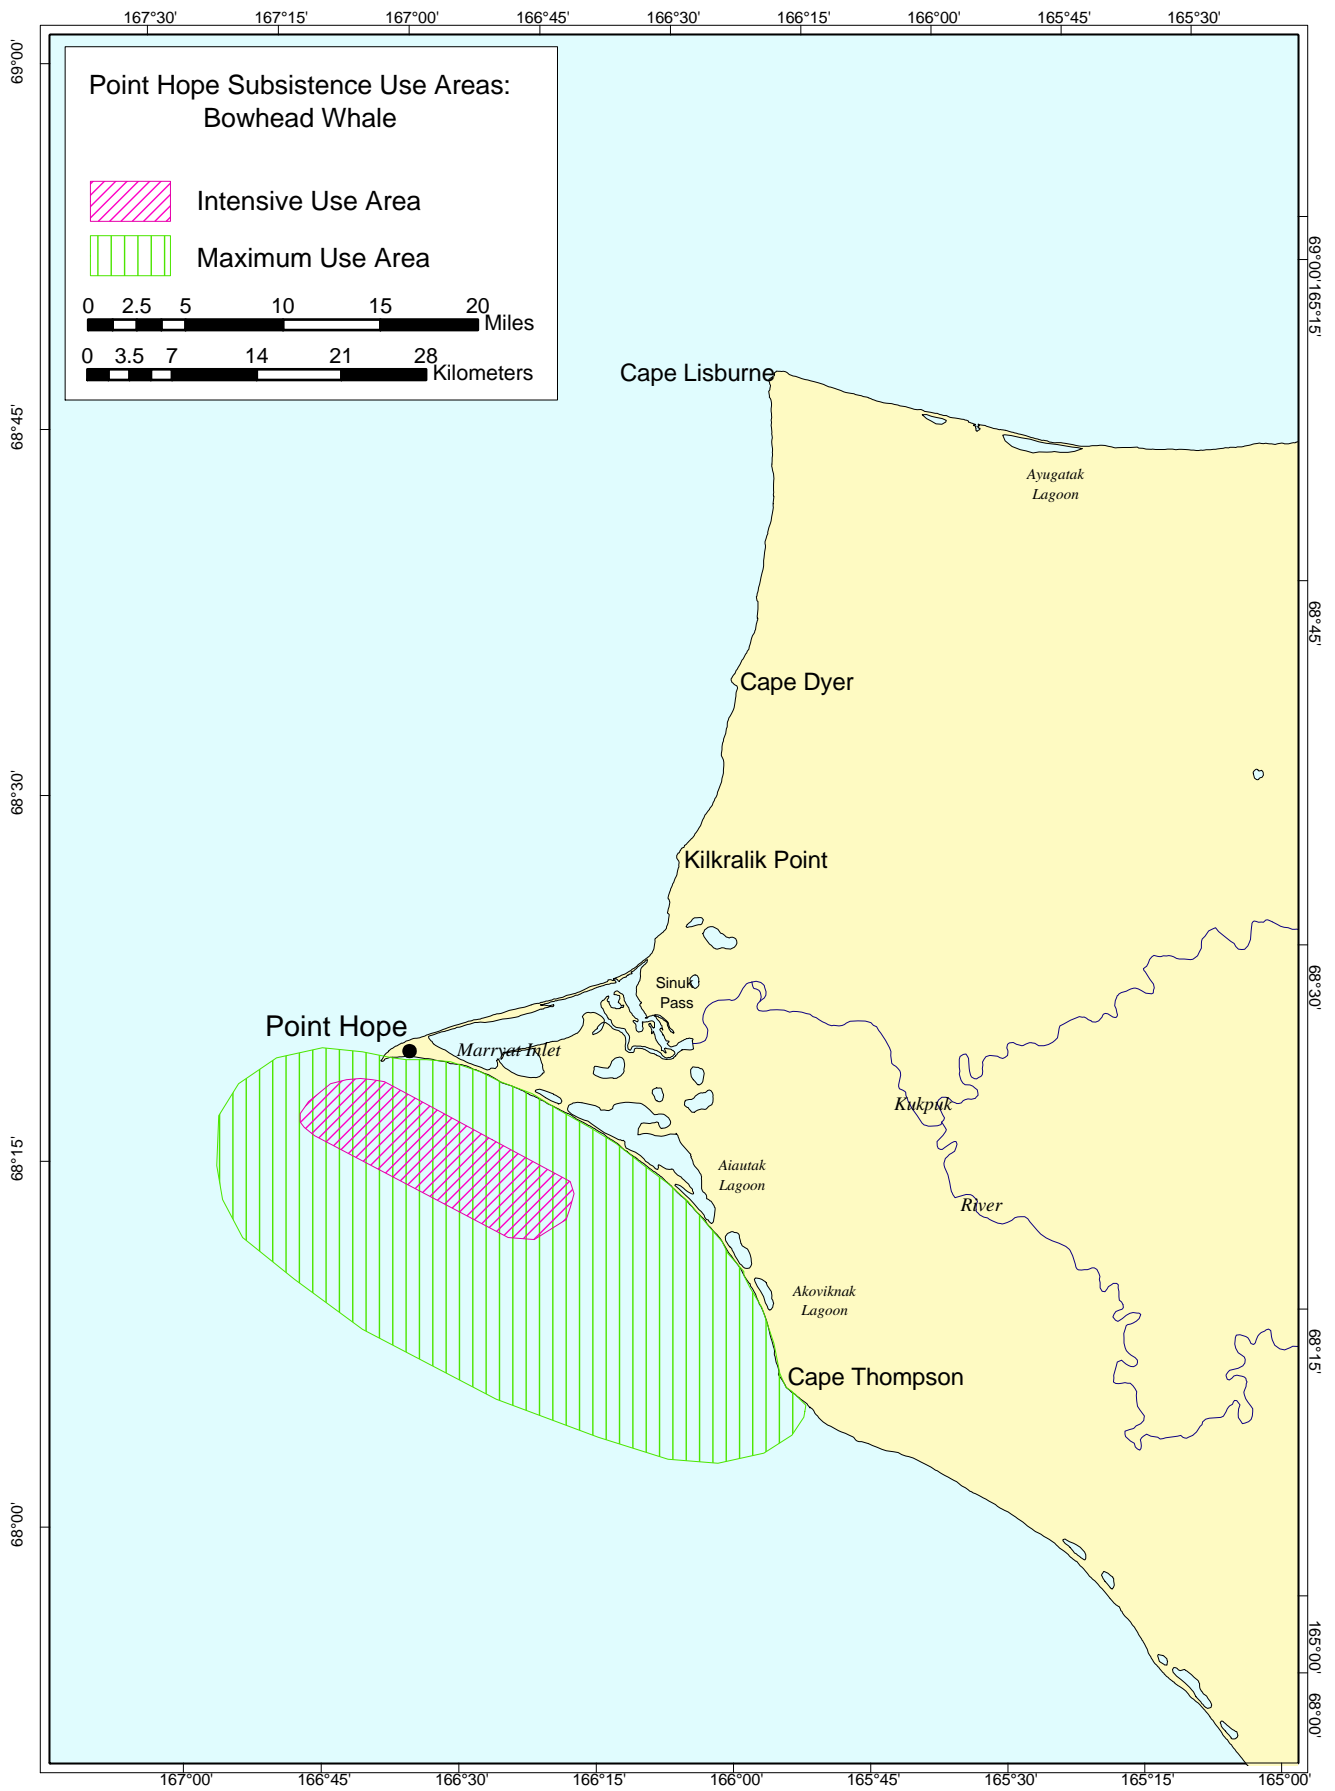 167°30' 167°15' 167°00' 166°45' 166°30' 166°15' 166°00' 165°45' 165°30'
69°00'
Point Hope Subsistence Use Areas:
Bowhead Whale
Intensive Use Area
Maximum Use Area
0 2.5 5 10 15 20
Miles
0 3.5 7 14 21 28
Kilometers
69°00'165°15'
Cape Lisburne
68°45'
Ayugatak
Lagoon
68°45'
Cape Dyer
68°30'
Kilkralik Point
Sinuk
Pass
68°30'
Point Hope
Marryat Inlet
Kukpuk
68°15'
Aiautak
Lagoon
River
Akoviknak
Lagoon
68°15'
Cape Thompson
68°00'
165°00' 68°00'
167°00' 166°45' 166°30' 166°15' 166°00' 165°45' 165°30' 165°15' 165°00'